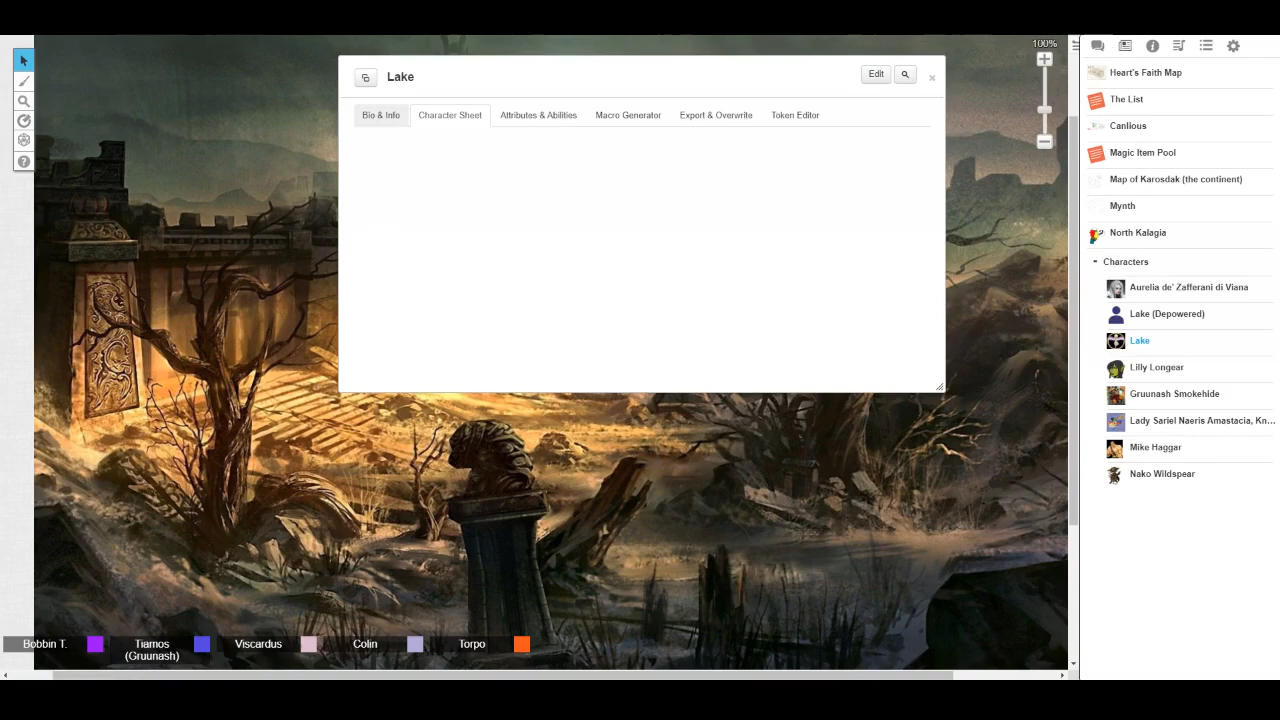 100%
Lake
Edit
Bio & Info
Character Sheet
Attributes & Abilities
Macro Generator
Export & Overwrite
Token Editor
Heart's Faith Map
The List
Canlious
Magic Item Pool
Map of Karosdak (the continent)
Mynth
North Kalagia
Characters
Aurelia de' Zafferani di Viana
Lake (Depowered)
Lake
Lilly Longear
Gruunash Smokehide
Lady Sariel Naeris Amastacia, Kn...
Mike Haggar
Nako Wildspear
Bobbin T.
Tiamos
(Gruunash)
Viscardus
Colin
Torpo